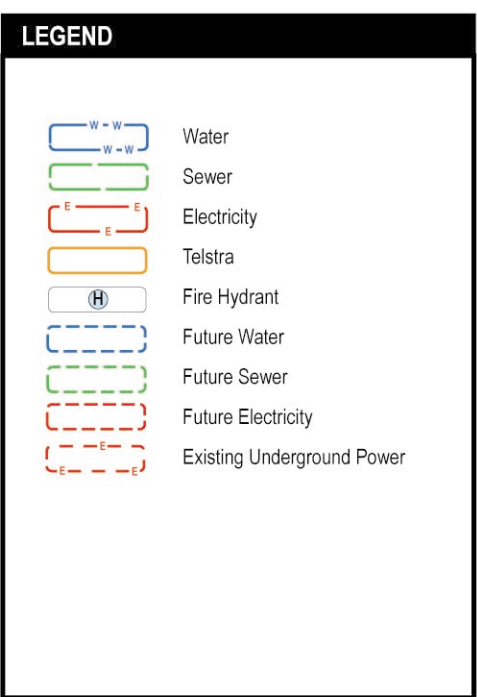 LEGEND
W - W
W - W
Water
Sewer
E E
E
Electricity
Telstra
H
Fire Hydrant
Future Water
Future Sewer
Future Electricity
E
E E
Existing Underground Power